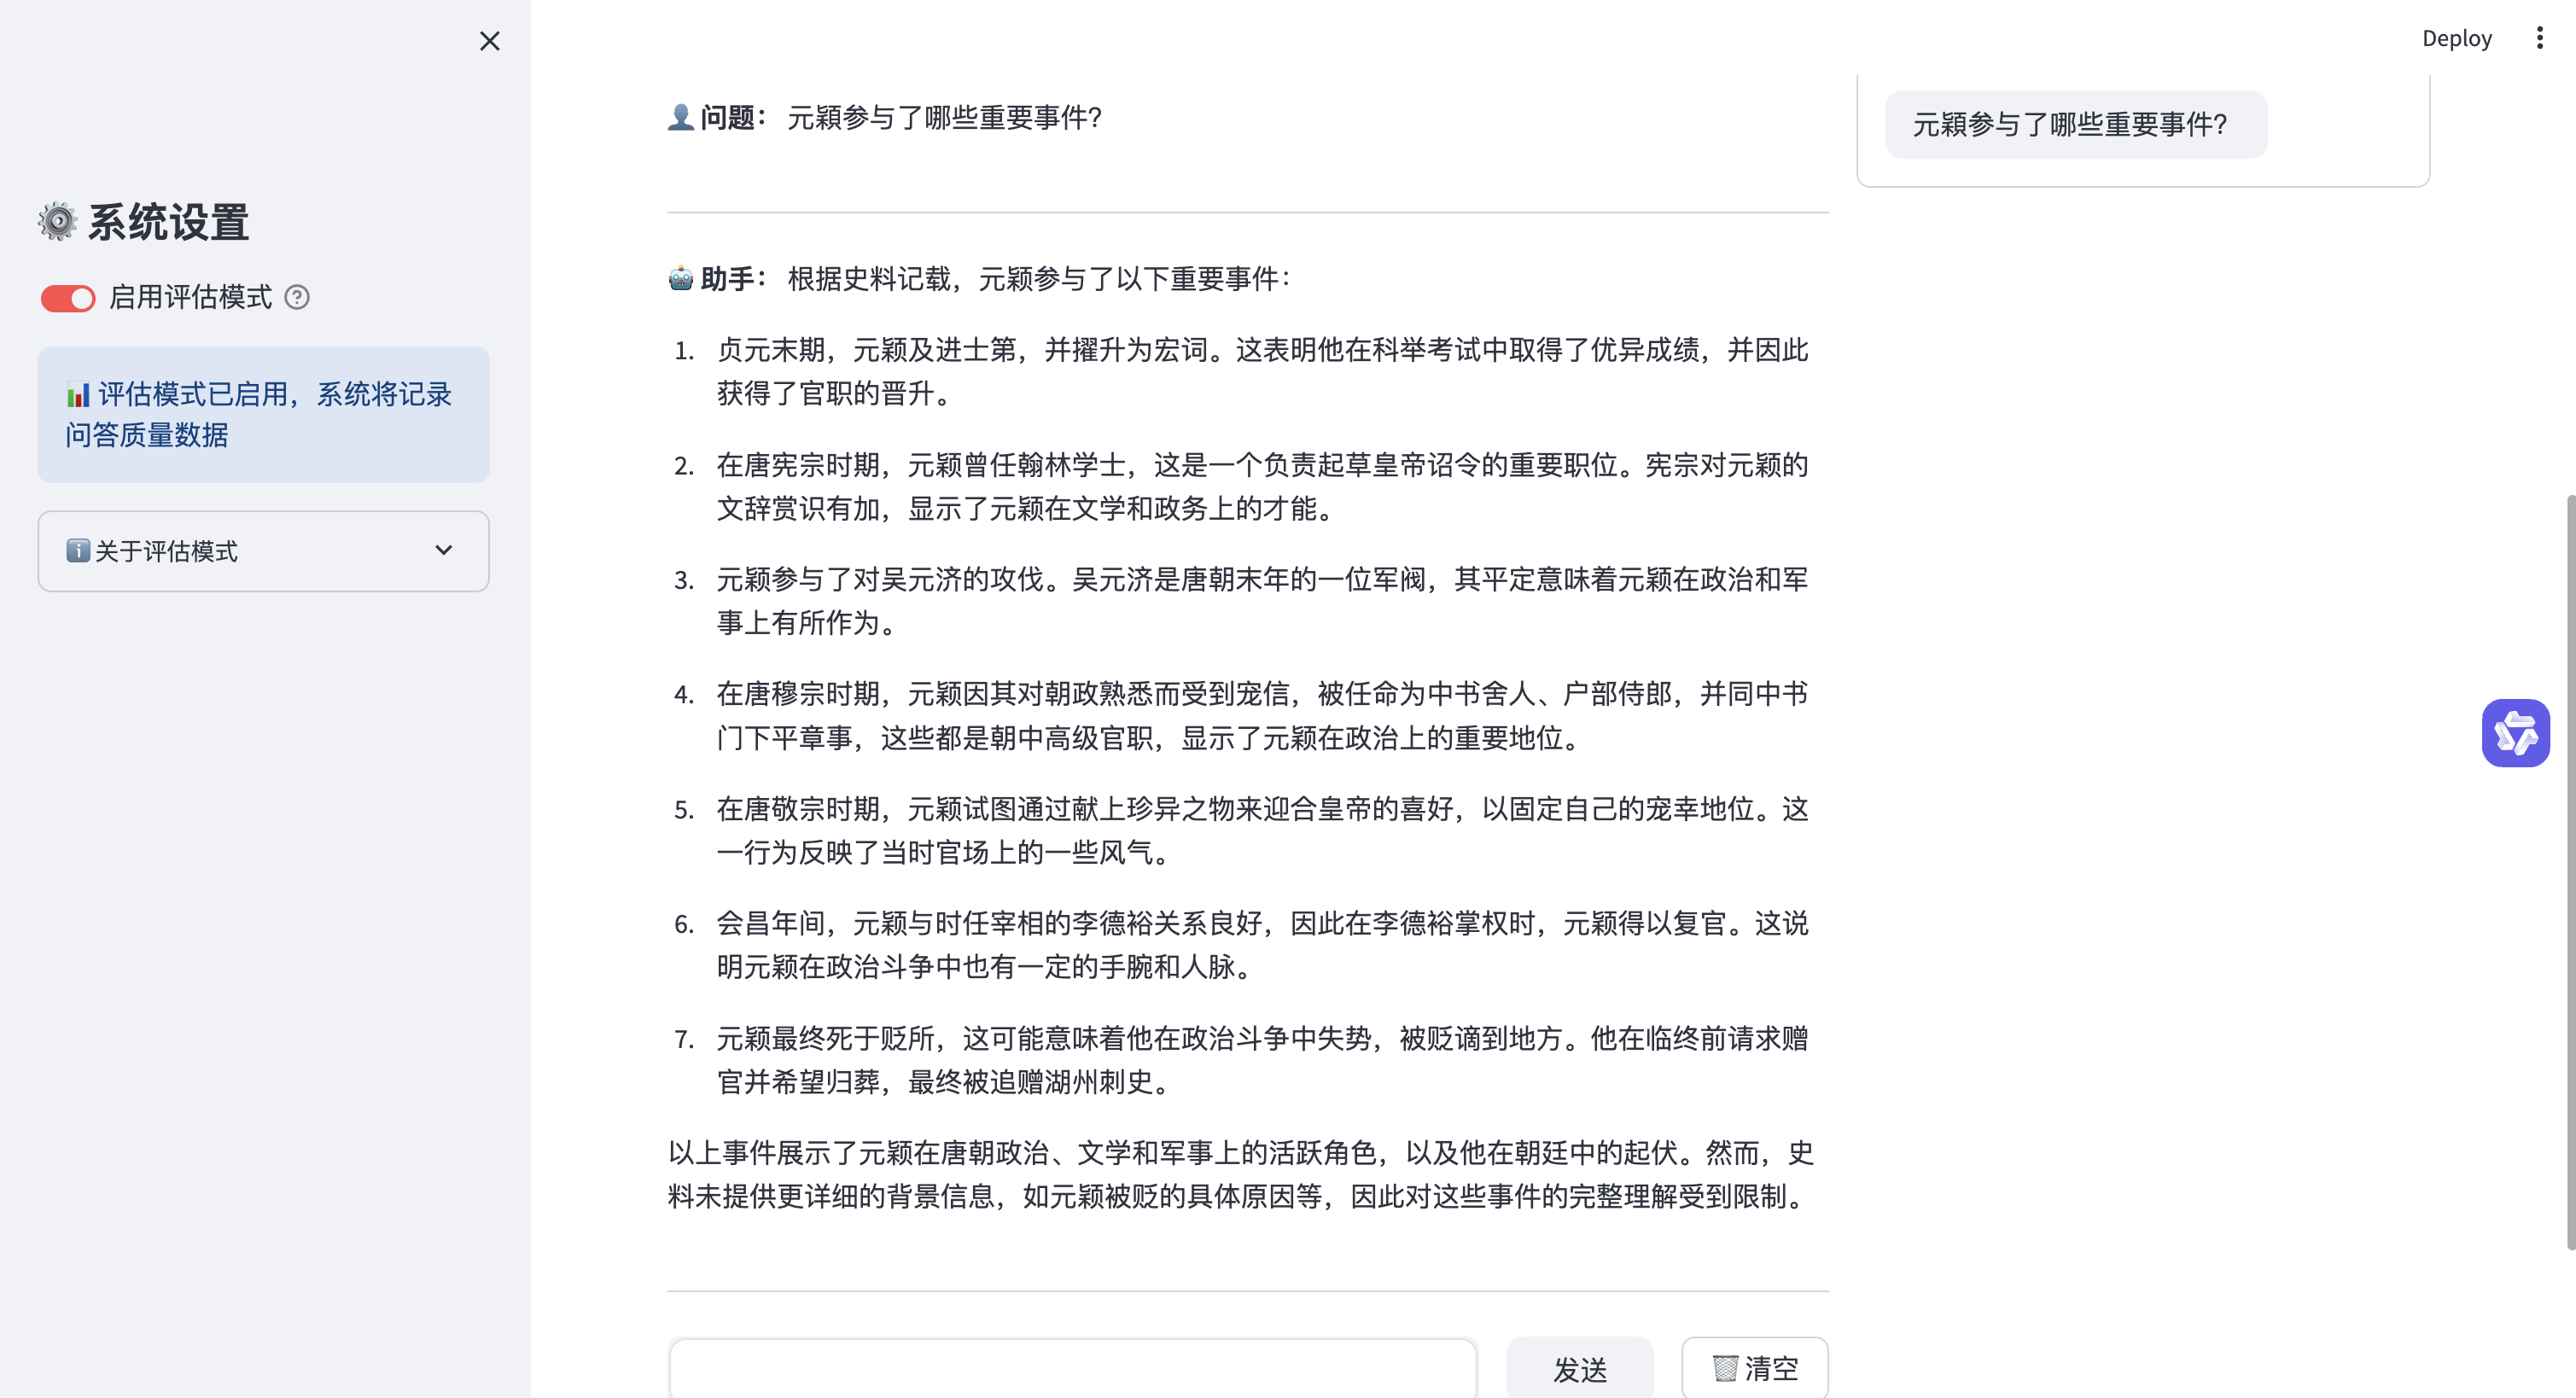 Deploy
系统设置
启用评估模式
评估模式已启用，系统将记录
问答质量数据
关于评估模式
问题： 元頴参与了哪些重要事件?
元頴参与了哪些重要事件?
助手： 根据史料记载，元颖参与了以下重要事件：
1. 贞元末期，元颖及进士第，并擢升为宏词。这表明他在科举考试中取得了优异成绩，并因此
获得了官职的晋升。
2. 在唐宪宗时期，元颖曾任翰林学士，这是一个负责起草皇帝诏令的重要职位。宪宗对元颖的
文辞赏识有加，显示了元颖在文学和政务上的才能。
3. 元颖参与了对吴元济的攻伐。吴元济是唐朝末年的一位军阀，其平定意味着元颖在政治和军
事上有所作为。
4. 在唐穆宗时期，元颖因其对朝政熟悉而受到宠信，被任命为中书舍人、户部侍郎，并同中书
门下平章事，这些都是朝中高级官职，显示了元颖在政治上的重要地位。
5. 在唐敬宗时期，元颖试图通过献上珍异之物来迎合皇帝的喜好，以固定自己的宠幸地位。这
一行为反映了当时官场上的一些风气。
6. 会昌年间，元颖与时任宰相的李德裕关系良好，因此在李德裕掌权时，元颖得以复官。这说
明元颖在政治斗争中也有一定的手腕和人脉。
7. 元颖最终死于贬所，这可能意味着他在政治斗争中失势，被贬谪到地方。他在临终前请求赠
官并希望归葬，最终被追赠湖州刺史。
以上事件展示了元颖在唐朝政治、文学和军事上的活跃角色，以及他在朝廷中的起伏。然而，史
料未提供更详细的背景信息，如元颖被贬的具体原因等，因此对这些事件的完整理解受到限制。
发送
清空